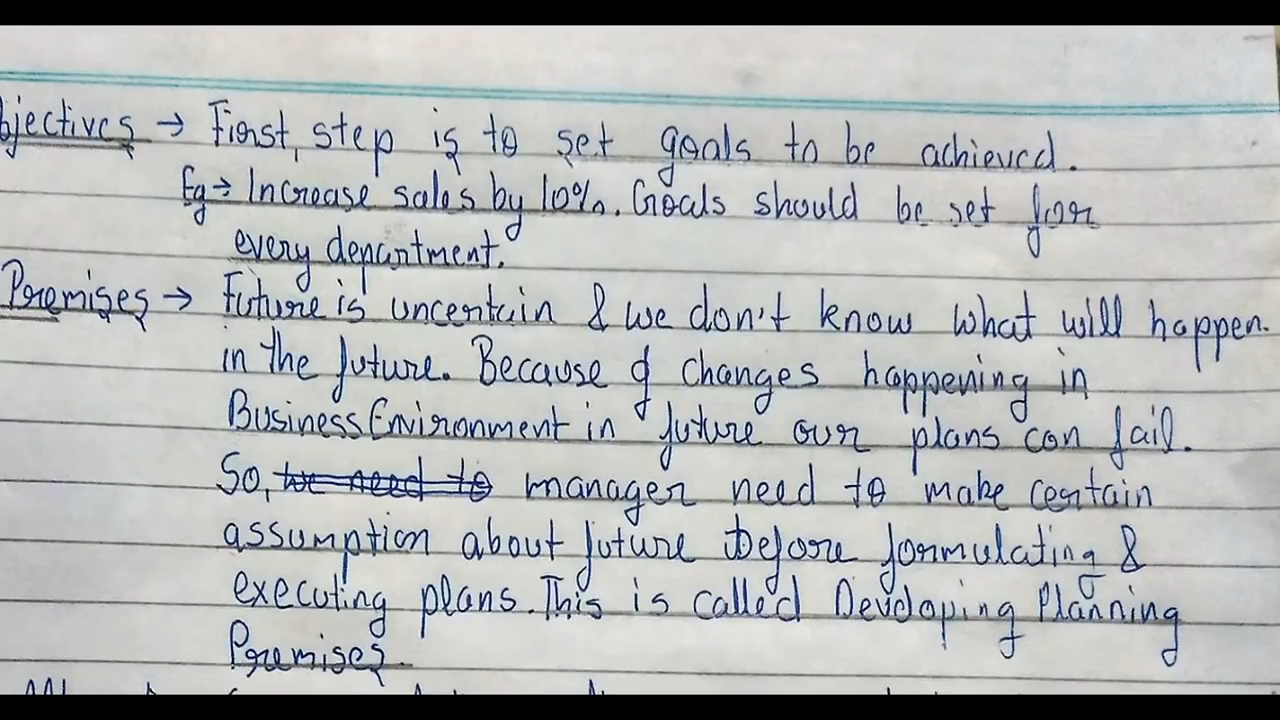 bjectives → First, step is to set goals to be achieved.
Eg → Increase sales by 10%. Goals should be set for
every department.
Premises → Future is uncertain & we don't know what will happen.
in the future. Because of changes happening in
Business Environment in future our plans can fail.
So, we need to manager need to make certain
assumption about future before formulating &
executing plans. This is called Developing Planning
Premises.